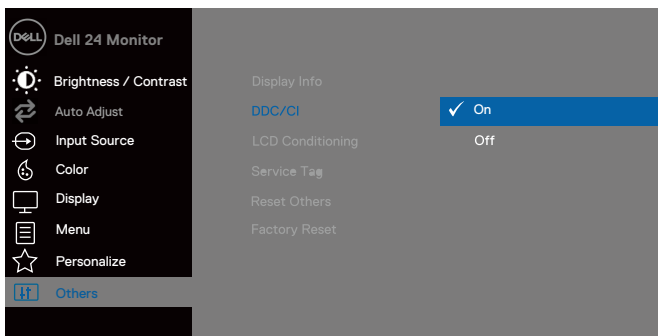 DELL Dell 24 Monitor
Brightness / Contrast
Auto Adjust
Input Source
Color
Display
Menu
Personalize
Others
Display Info
DDC/CI
LCD Conditioning
Service Tag
Reset Others
Factory Reset
On
Off